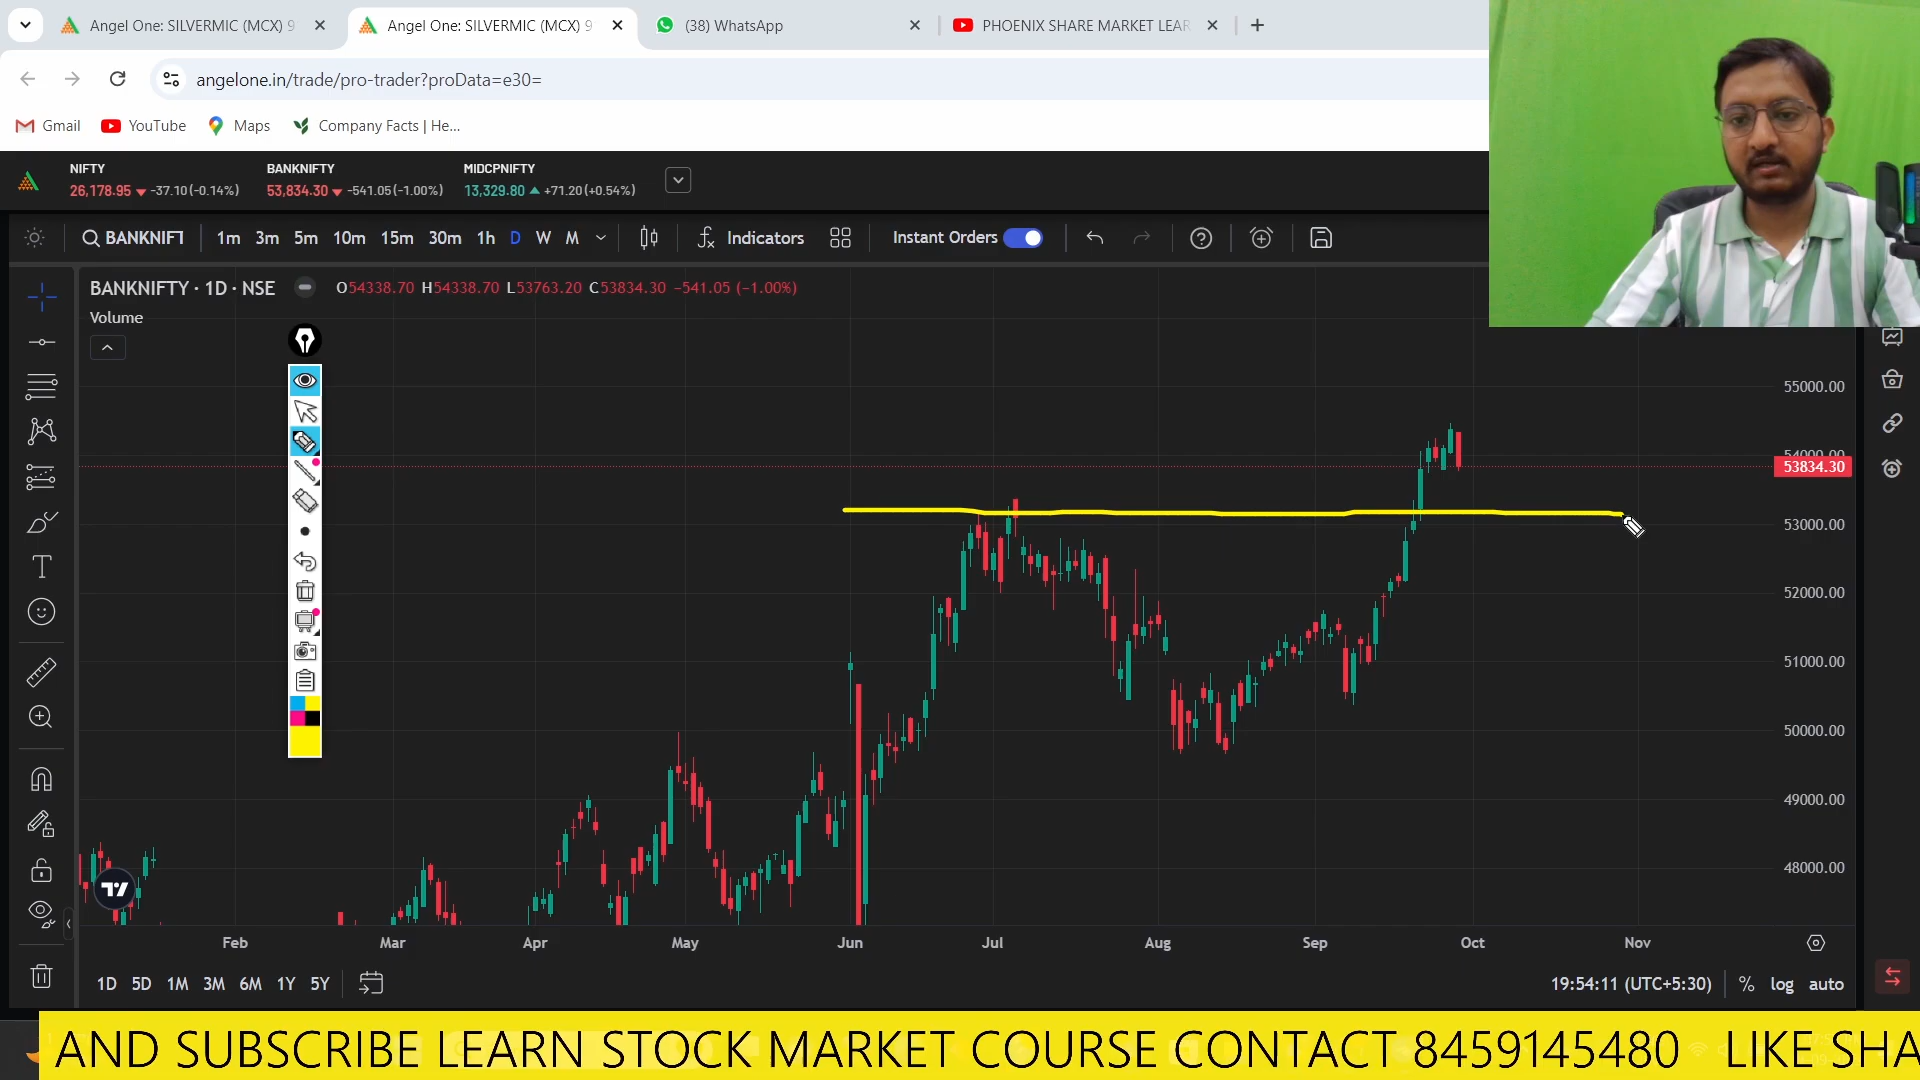 Angel One: SILVERMIC (MCX) 9
Angel One: SILVERMIC (MCX) 9
(38) WhatsApp
PHOENIX SHARE MARKET LEAR
angelone.in/trade/pro-trader?proData=e30=
Gmail
YouTube
Maps
Company Facts | He...
NIFTY
26,178.95 -37.10 (-0.14%)
BANKNIFTY
53,834.30 -541.05 (-1.00%)
MIDCPNIFTY
13,329.80 +71.20 (+0.54%)
BANKNIFT 1m 3m 5m 10m 15m 30m 1h D W M Indicators Instant Orders
BANKNIFTY · 1D · NSE O54338.70 H54338.70 L53763.20 C53834.30 -541.05 (-1.00%)
Volume
55000.00
54000.00
53834.30
53000.00
52000.00
51000.00
50000.00
49000.00
48000.00
Feb Mar Apr May Jun Jul Aug Sep Oct Nov
1D 5D 1M 3M 6M 1Y 5Y 19:54:11 (UTC+5:30) % log auto
AND SUBSCRIBE LEARN STOCK MARKET COURSE CONTACT 8459145480 LIKE SHA